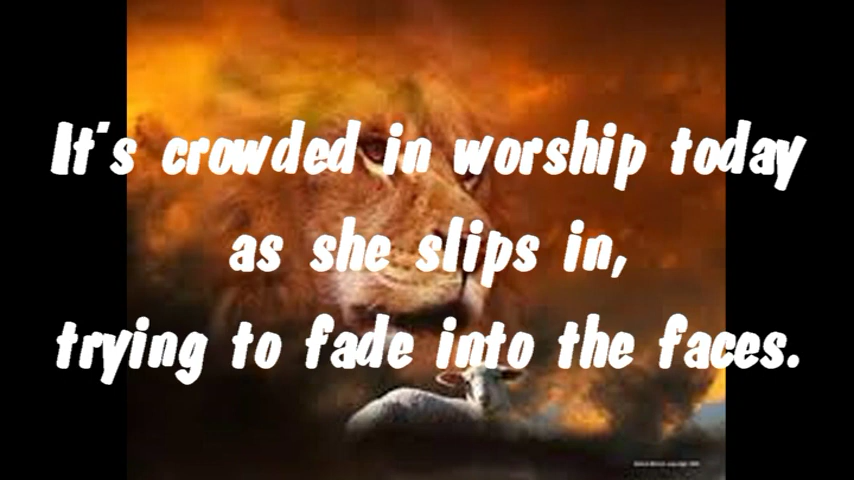 It's crowded in worship today
as she slips in,
trying to fade into the faces.